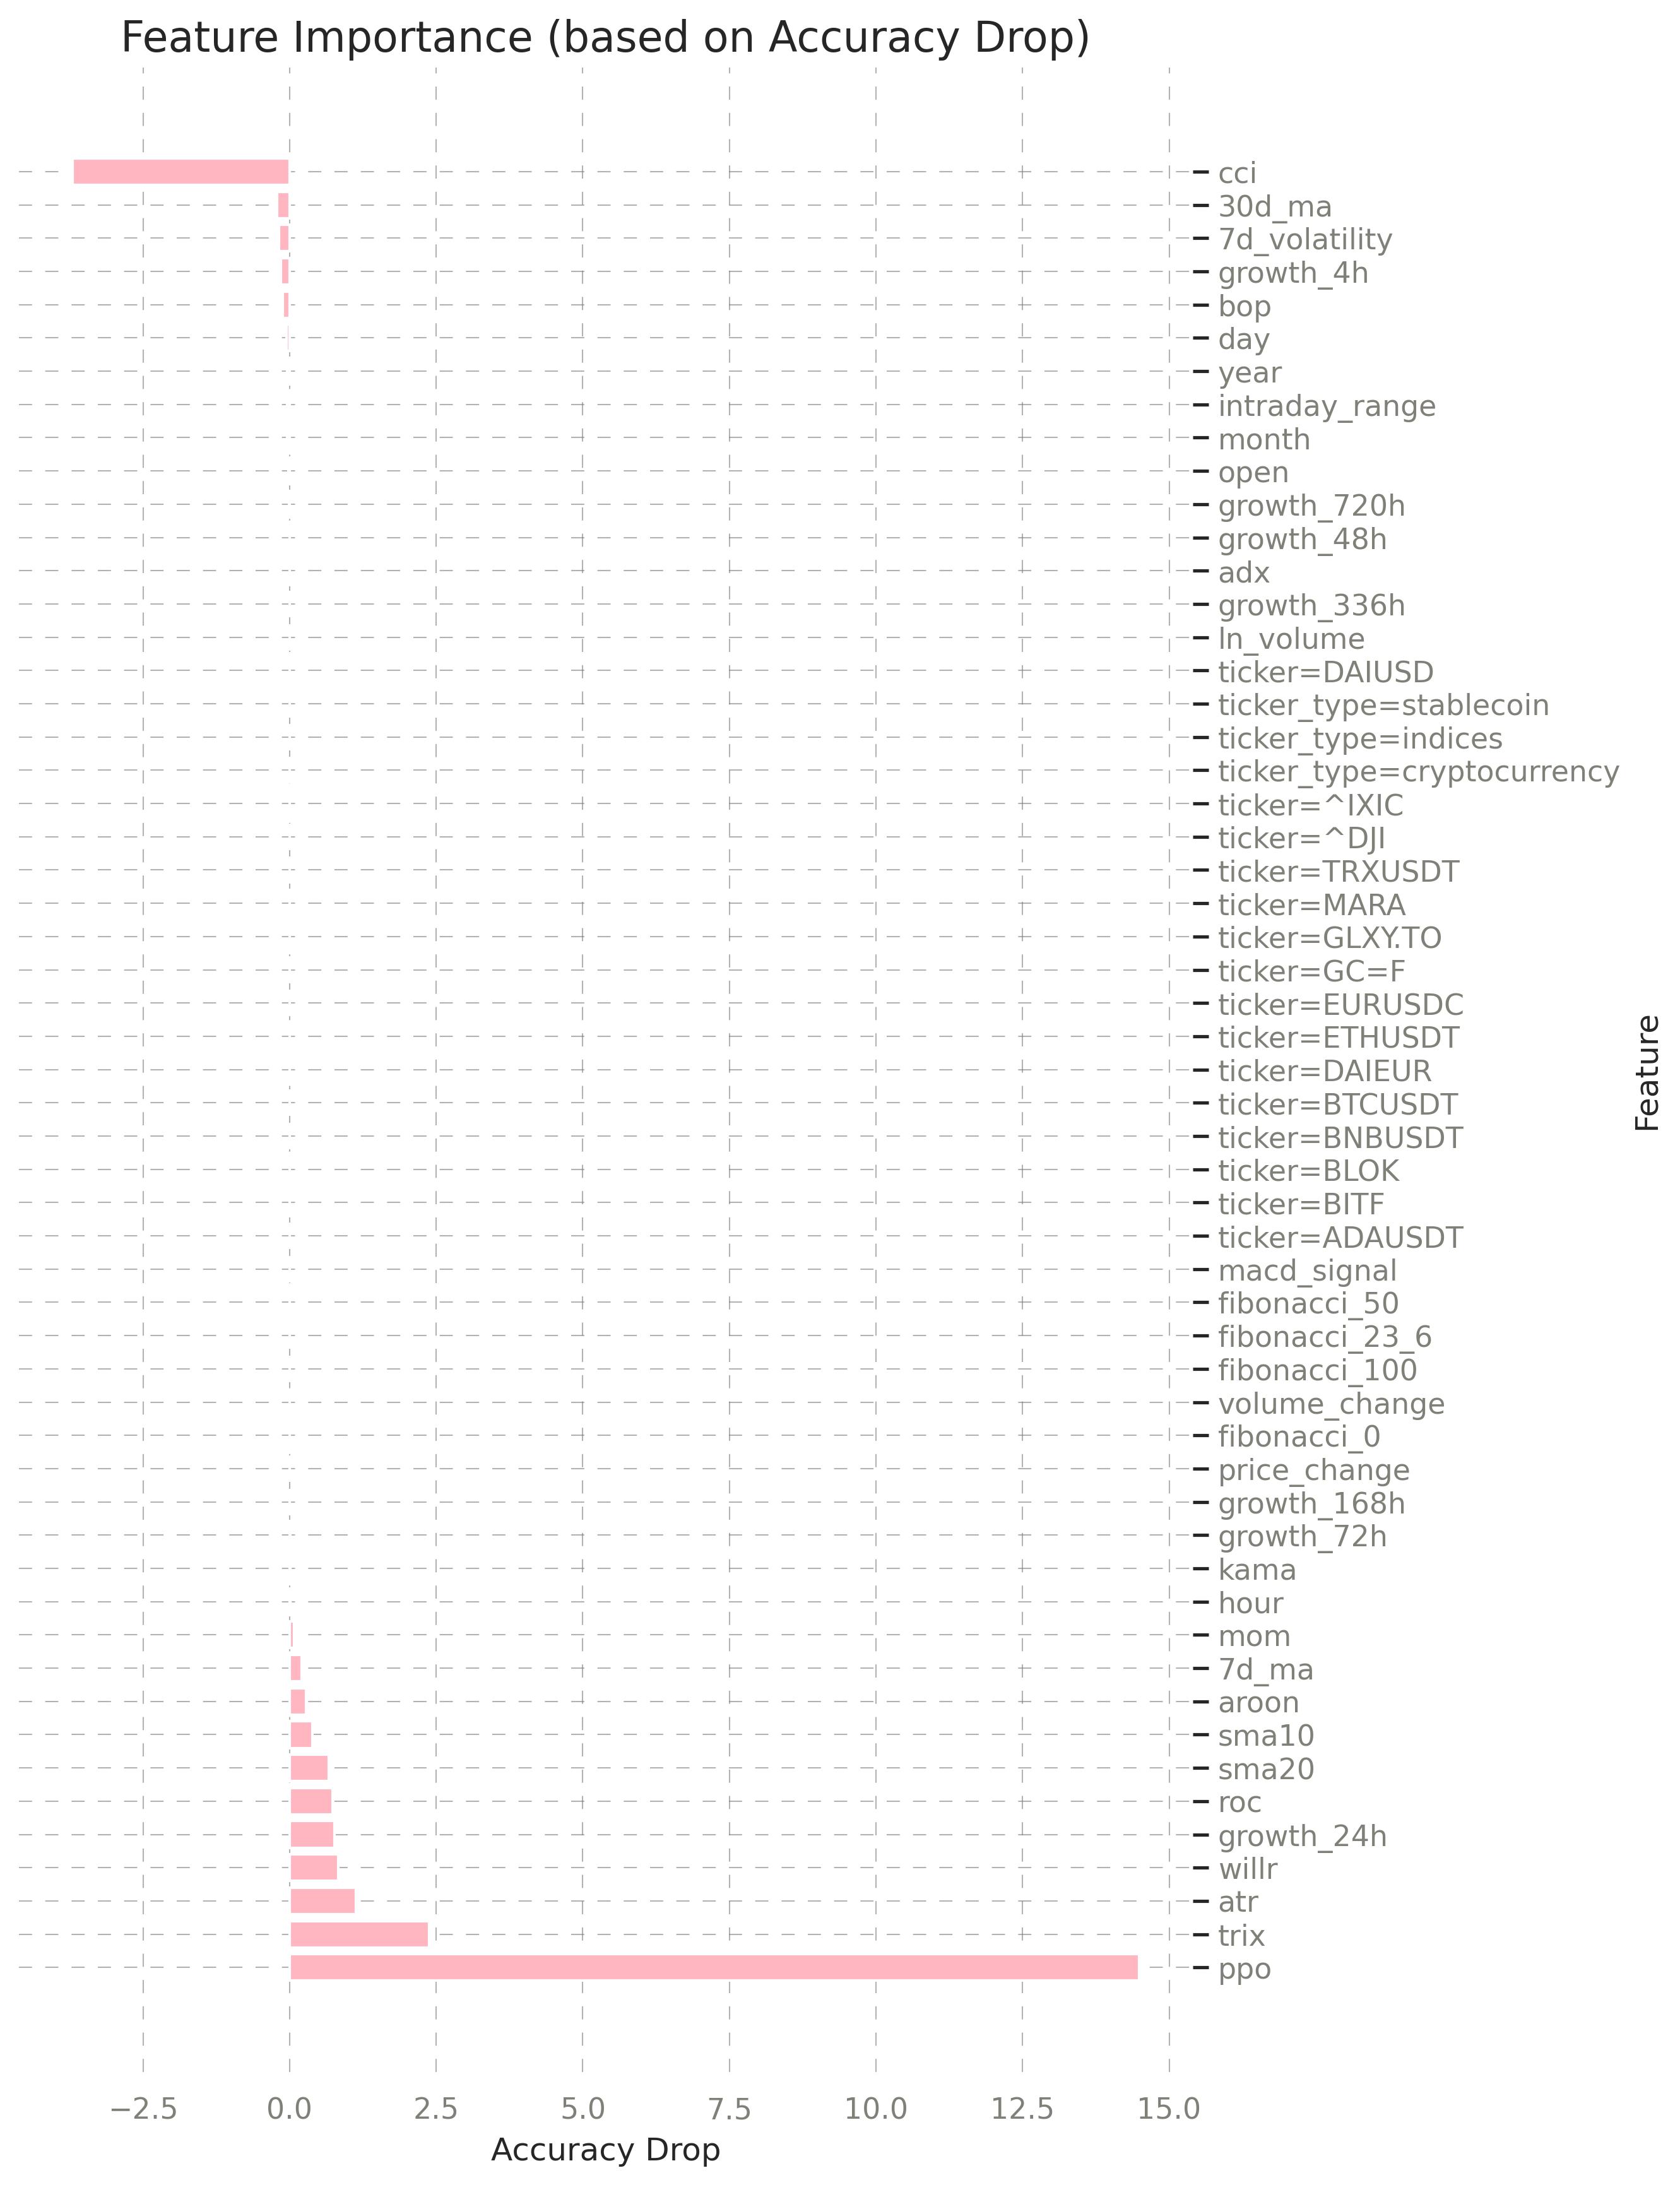 Feature Importance (based on Accuracy Drop)
cci
30d_ma
7d_volatility
growth_4h
bop
day
year
intraday_range
month
open
growth_720h
growth_48h
adx
growth_336h
ln_volume
ticker=DAIUSD
ticker_type=stablecoin
ticker_type=indices
ticker_type=cryptocurrency
ticker=^IXIC
ticker=^DJI
ticker=TRXUSDT
ticker=MARA
ticker=GLXY.TO
ticker=GC=F
ticker=EURUSDC
ticker=ETHUSDT
ticker=DAIEUR
ticker=BTCUSDT
ticker=BNBUSDT
ticker=BLOK
ticker=BITF
ticker=ADAUSDT
macd_signal
fibonacci_50
fibonacci_23_6
fibonacci_100
volume_change
fibonacci_0
price_change
growth_168h
growth_72h
kama
hour
mom
7d_ma
aroon
sma10
sma20
roc
growth_24h
willr
atr
trix
ppo
Feature
−2.5 0.0 2.5 5.0 7.5 10.0 12.5 15.0
Accuracy Drop